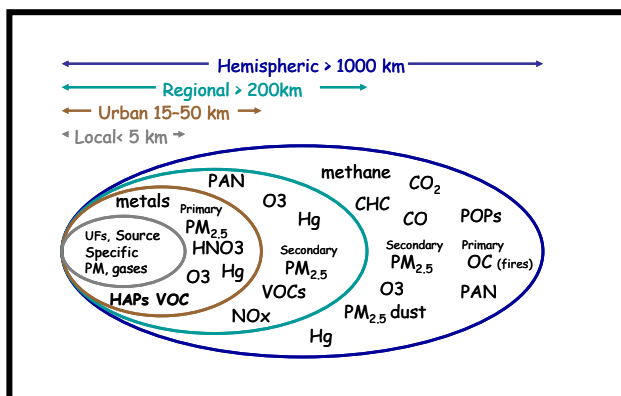 Hemispheric > 1000 km
Regional > 200km
Urban 15–50 km
Local< 5 km
methane
PAN
CO2
metals
O3
CHC
Primary
PM2.5
Hg
CO
POPs
UFs, Source
Specific
PM, gases
HNO3
Secondary
PM2.5
Secondary
PM2.5
Primary
OC (fires)
O3
Hg
VOCs
O3
PAN
HAPs VOC
NOx
PM2.5 dust
Hg